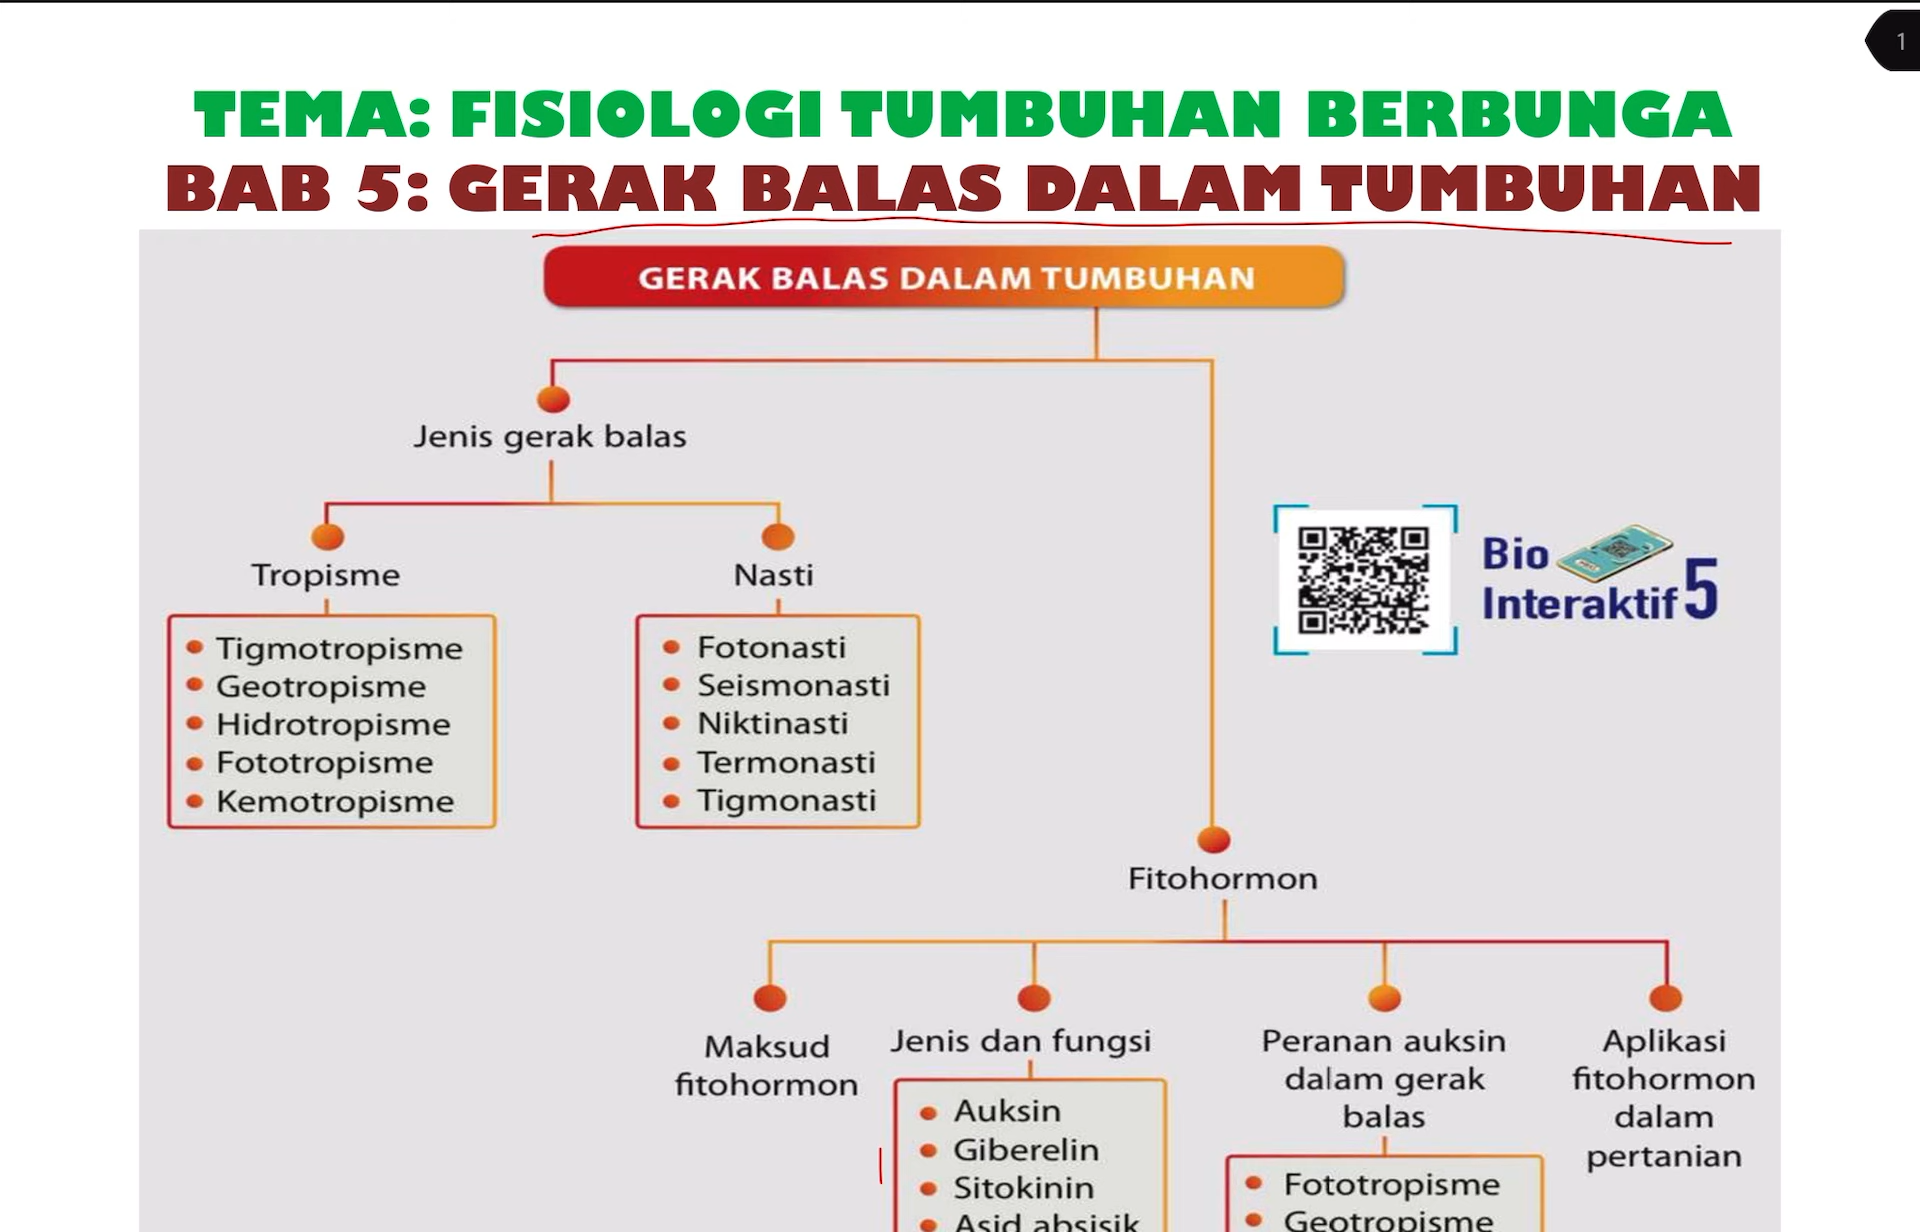 1
TEMA: FISIOLOGI TUMBUHAN BERBUNGA
BAB 5: GERAK BALAS DALAM TUMBUHAN
GERAK BALAS DALAM TUMBUHAN
Jenis gerak balas
Tropisme
Tigmotropisme
Geotropisme
Hidrotropisme
Fototropisme
Kemotropisme
Nasti
Fotonasti
Seismonasti
Niktinasti
Termonasti
Tigmonasti
Bio
Interaktif 5
Fitohormon
Maksud
fitohormon
Jenis dan fungsi
Auksin
Giberelin
Sitokinin
Asid absisik
Peranan auksin
dalam gerak
balas
Fototropisme
Geotropisme
Aplikasi
fitohormon
dalam
pertanian